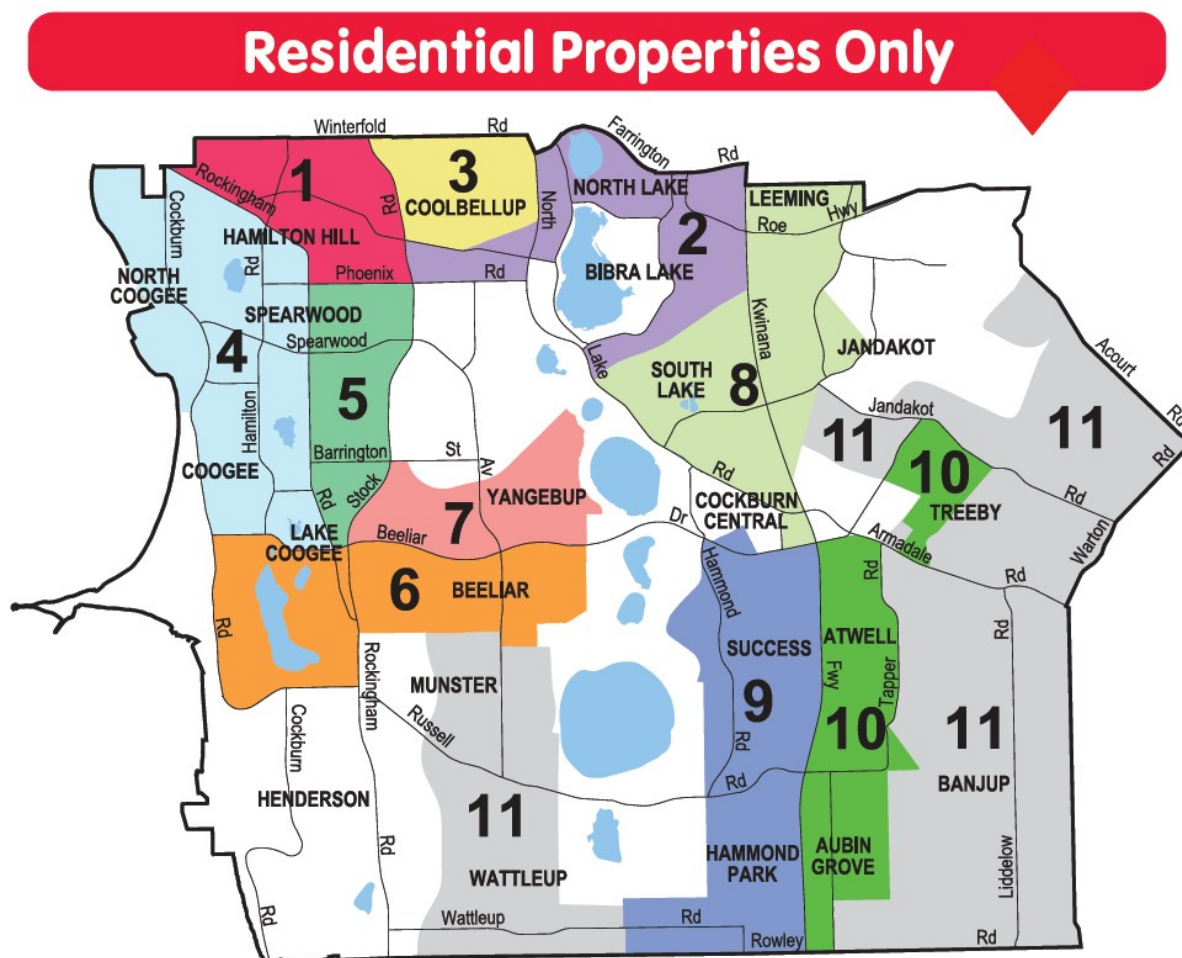 Residential Properties Only
Winterfold Rd
Farrington Rd
Rockingham
1
Rd
3
COOLBELLUP
North
NORTH LAKE
2
LEEMING
Roe Hwy
Cockburn
HAMILTON HILL
Rd
Phoenix Rd
BIBRA LAKE
NORTH
COOGEE
SPEARWOOD
Spearwood
4
5
Kwinana
Lake
SOUTH
LAKE
8
JANDAKOT
Acourt
Rd
Jandakot
Rd
11
11
Hamilton
COOGEE
Barrington St
Av
Stock
Rd
YANGEBUP
7
Beeliar
Dr
Rd
COCKBURN
CENTRAL
10
TREEBY
Armadale
Rd
Warton
Rd
LAKE
COOGEE
6
BEELIAR
Rd
Hammond
Rd
SUCCESS
9
Rd
ATWELL
Fwy
Tapper
10
Rd
11
BANJUP
Liddelow
MUNSTER
Rockingham
Russell
Rd
Cockburn
HENDERSON
Rd
11
WATTLEUP
HAMMOND
PARK
AUBIN
GROVE
Rd
Wattleup Rd
Rowley Rd